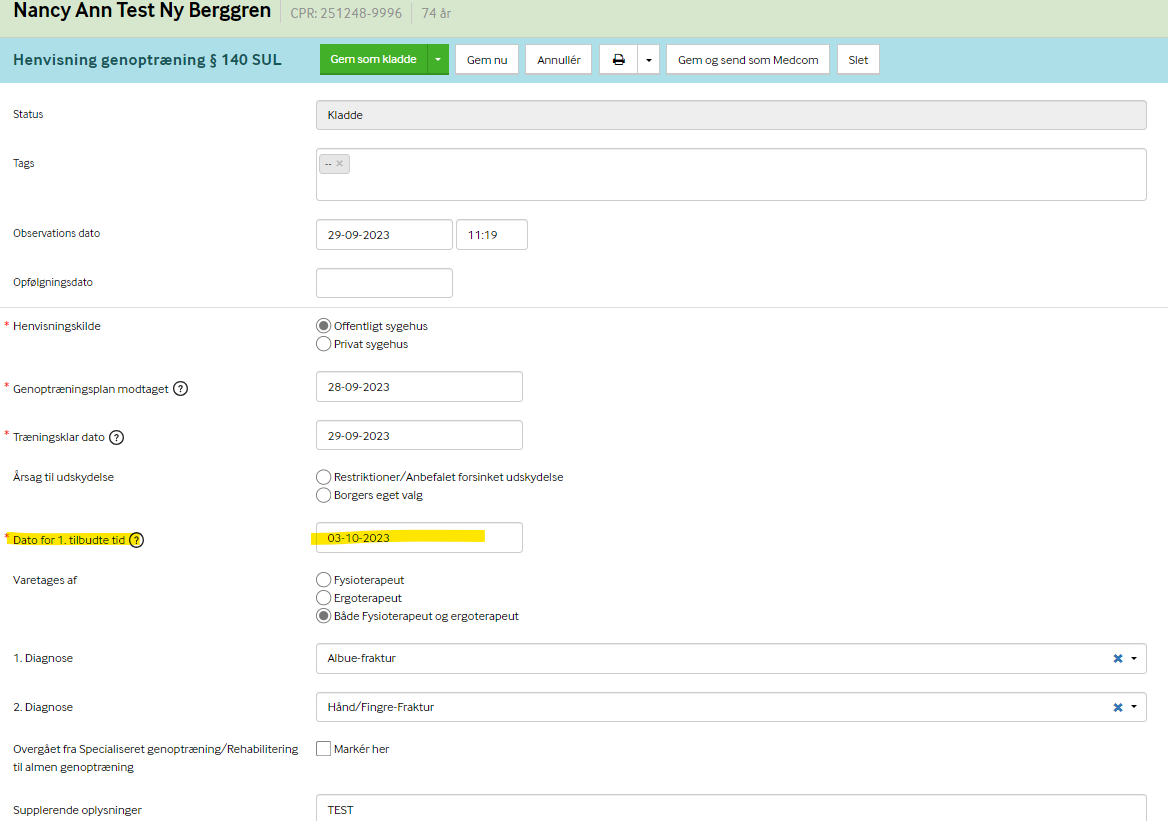 Nancy Ann Test Ny Berggren CPR: 251248-9996 74 år
Henvisning genoptræning § 140 SUL Gem som kladde Gem nu Annullér Gem og send som Medcom Slet
Status Kladde
Tags -- ×
Observations dato 29-09-2023 11:19
Opfølgningsdato
* Henvisningskilde Offentligt sygehus
Privat sygehus
* Genoptræningsplan modtaget ? 28-09-2023
* Træningsklar dato ? 29-09-2023
Årsag til udskydelse Restriktioner/Anbefalet forsinket udskydelse
Borgers eget valg
* Dato for 1. tilbudte tid ? 03-10-2023
Varetages af Fysioterapeut
Ergoterapeut
Både Fysioterapeut og ergoterapeut
1. Diagnose Albue-fraktur
2. Diagnose Hånd/Fingre-Fraktur
Overgået fra Specialiseret genoptræning/Rehabilitering Markér her
til almen genoptræning
Supplerende oplysninger TEST